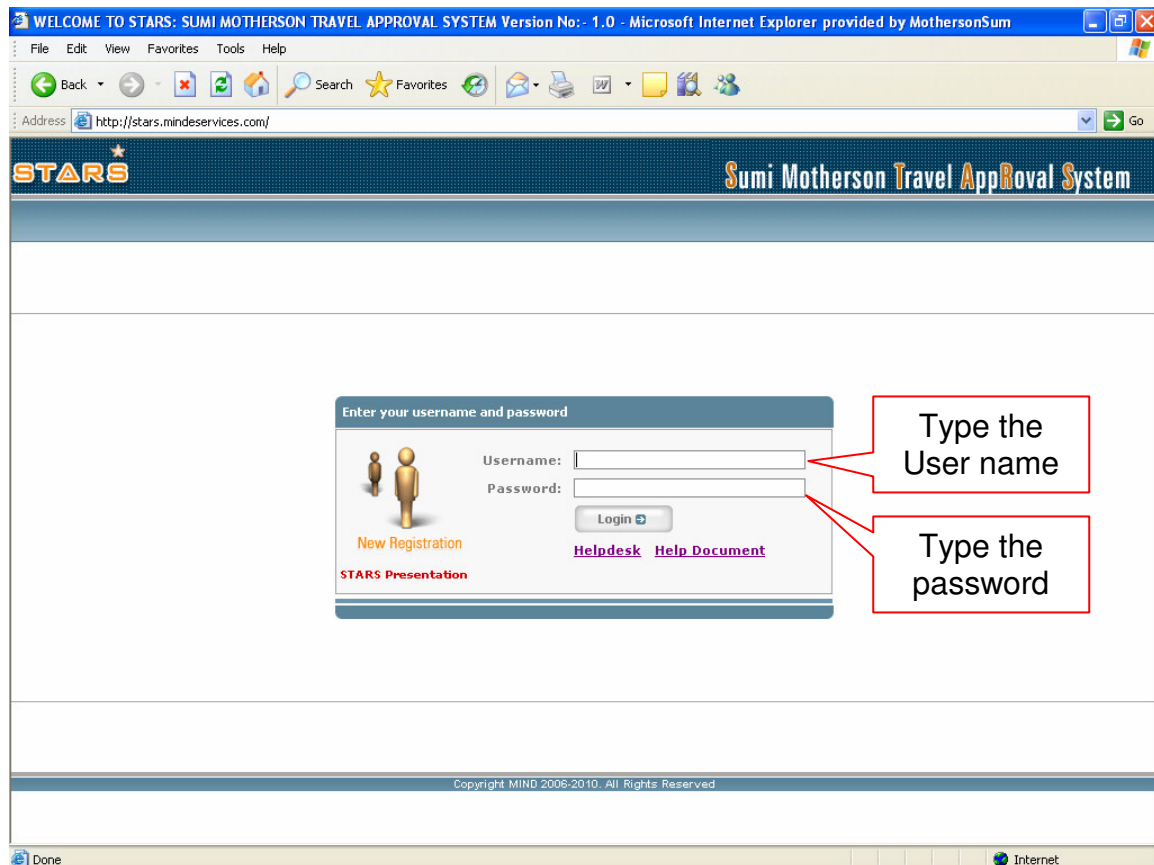 WELCOME TO STARS: SUMI MOTHERSON TRAVEL APPROVAL SYSTEM Version No:- 1.0 - Microsoft Internet Explorer provided by MothersonSum
File Edit View Favorites Tools Help
Back Search Favorites
Address http://stars.mindeservices.com/ Go
STARS Sumi Motherson Travel AppRoval System
Enter your username and password
Username:
Password:
Login
New Registration
Helpdesk Help Document
STARS Presentation
Type the
User name
Type the
password
Copyright MIND 2006-2010. All Rights Reserved
Done Internet